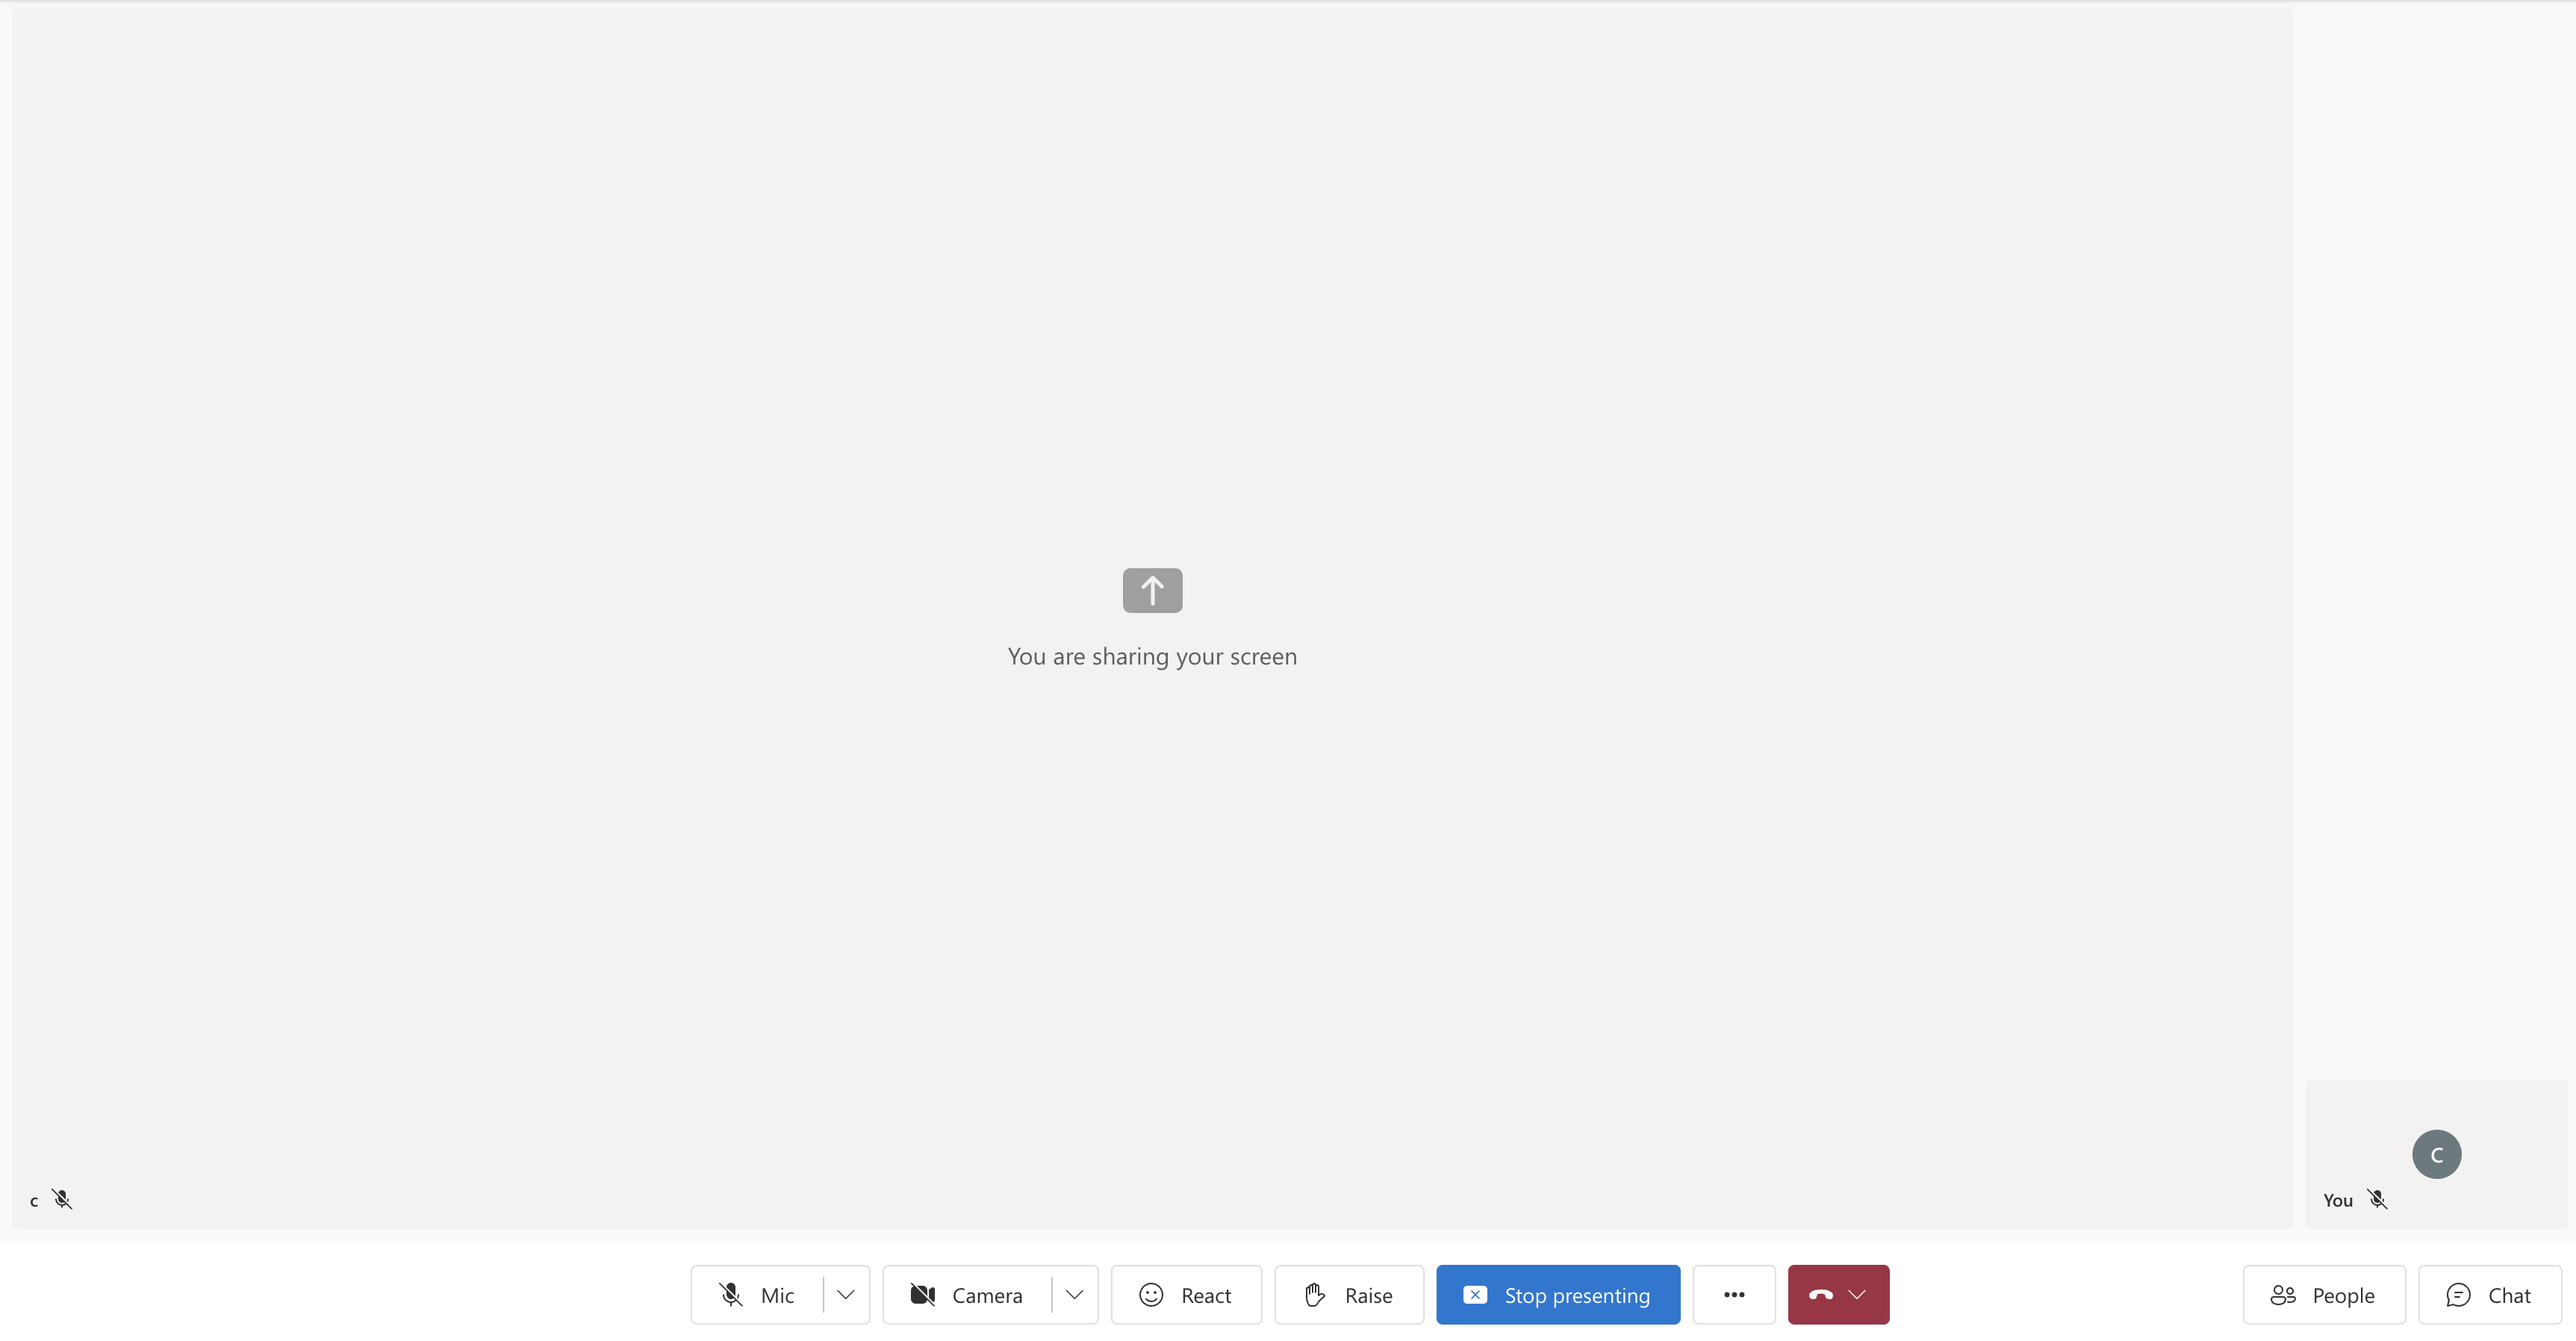 You are sharing your screen
c
C
You
Mic
Camera
React
Raise
Stop presenting
People
Chat